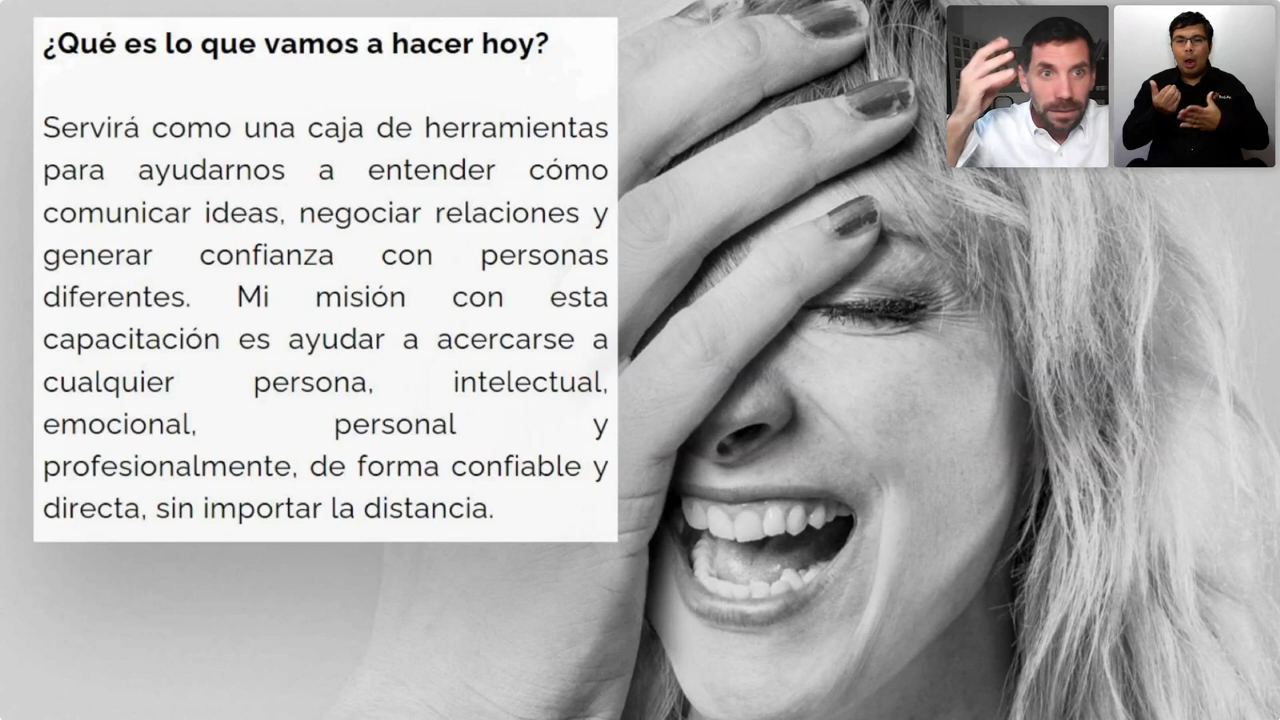 ¿Qué es lo que vamos a hacer hoy?
Servirá como una caja de herramientas
para ayudarnos a entender cómo
comunicar ideas, negociar relaciones y
generar confianza con personas
diferentes. Mi misión con esta
capacitación es ayudar a acercarse a
cualquier persona, intelectual,
emocional, personal y
profesionalmente, de forma confiable y
directa, sin importar la distancia.